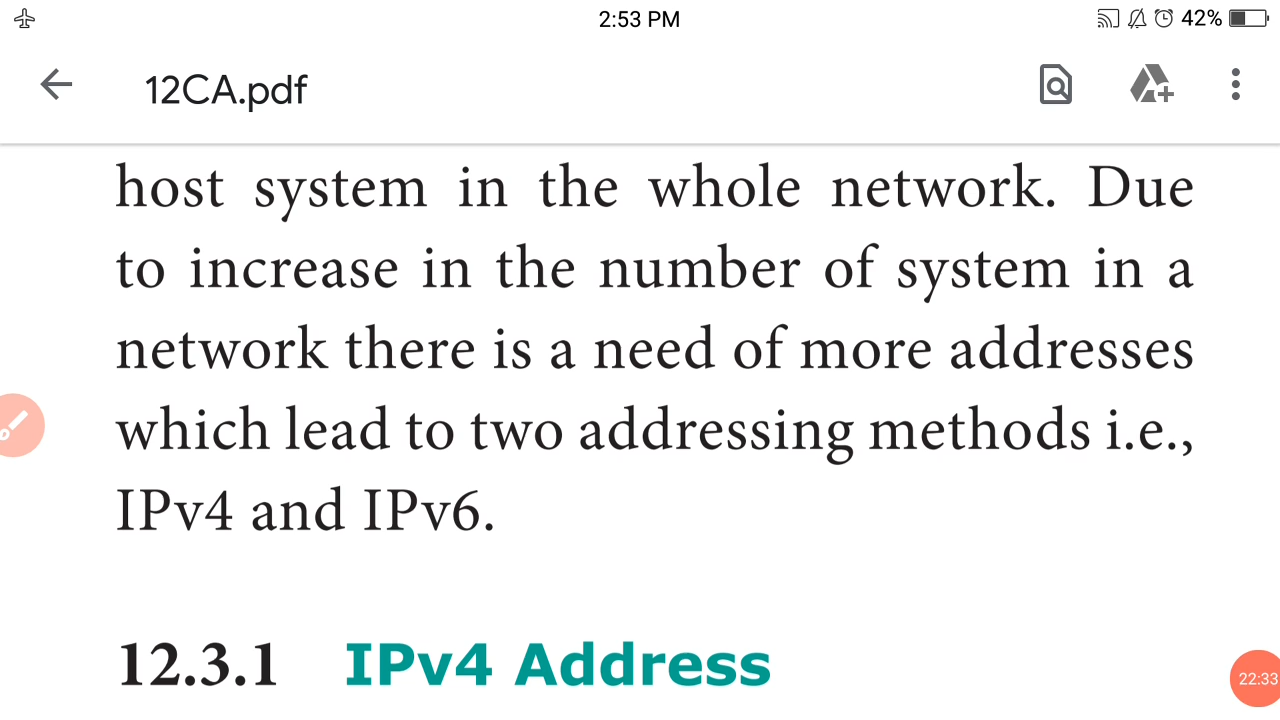 2:53 PM
42%
12CA.pdf
host system in the whole network. Due
to increase in the number of system in a
network there is a need of more addresses
which lead to two addressing methods i.e.,
IPv4 and IPv6.
12.3.1 IPv4 Address
22:33